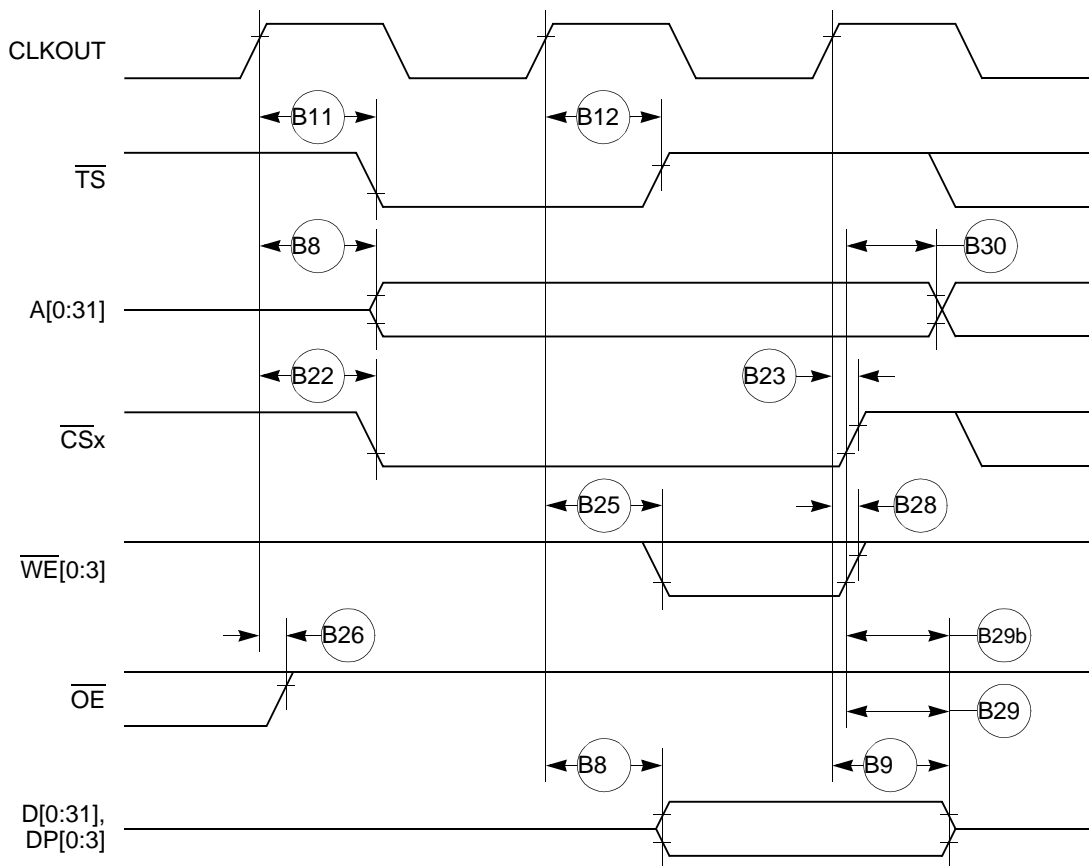 CLKOUT
B11
B12
TS
B8
B30
A[0:31]
B22
B23
CSx
B25
B28
WE[0:3]
B26
B29b
OE
B29
B8
B9
D[0:31],
DP[0:3]